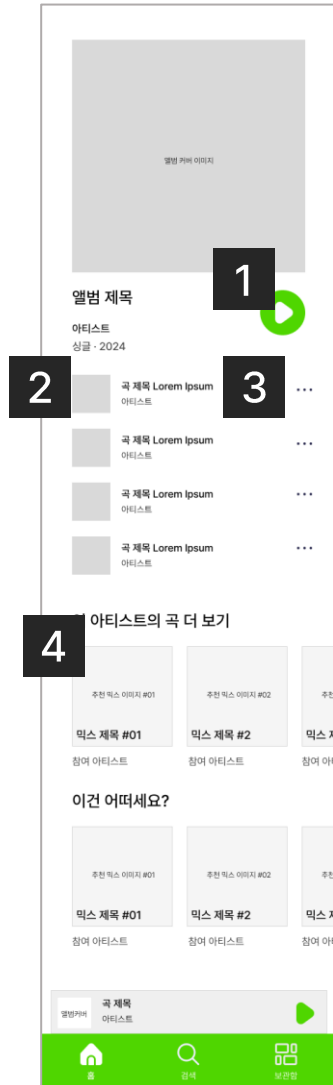 앨범 커버 이미지
1
앨범 제목
아티스트
싱글 · 2024
2
곡 제목 Lorem Ipsum
아티스트
3
곡 제목 Lorem Ipsum
아티스트
곡 제목 Lorem Ipsum
아티스트
곡 제목 Lorem Ipsum
아티스트
4
아티스트의 곡 더 보기
추천 믹스 이미지 #01
추천 믹스 이미지 #02
믹스 제목 #01
믹스 제목 #2
믹스
참여 아티스트
참여 아티스트
참여
이건 어떠세요?
추천 믹스 이미지 #01
추천 믹스 이미지 #02
믹스 제목 #01
믹스 제목 #2
믹스
참여 아티스트
참여 아티스트
참여
앨범커버
곡 제목
아티스트
홈
검색
보관함